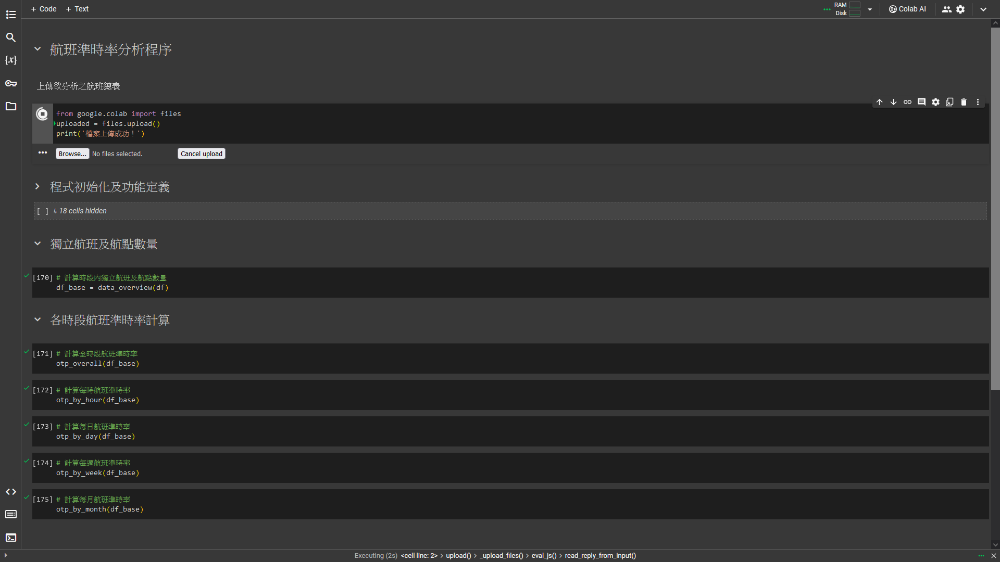 + Code + Text
RAM
Disk
Colab AI
航班準時率分析程序
上傳欲分析之航班總表
from google.colab import files
uploaded = files.upload()
print('檔案上傳成功！')
Browse... No files selected. Cancel upload
程式初始化及功能定義
[ ] ↳ 18 cells hidden
獨立航班及航點數量
[170] # 計算時段內獨立航班及航點數量
df_base = data_overview(df)
各時段航班準時率計算
[171] # 計算全時段航班準時率
otp_overall(df_base)
[172] # 計算每時航班準時率
otp_by_hour(df_base)
[173] # 計算每日航班準時率
otp_by_day(df_base)
[174] # 計算每週航班準時率
otp_by_week(df_base)
[175] # 計算每月航班準時率
otp_by_month(df_base)
Executing (2s) <cell line: 2> > upload() > _upload_files() > eval_js() > read_reply_from_input()